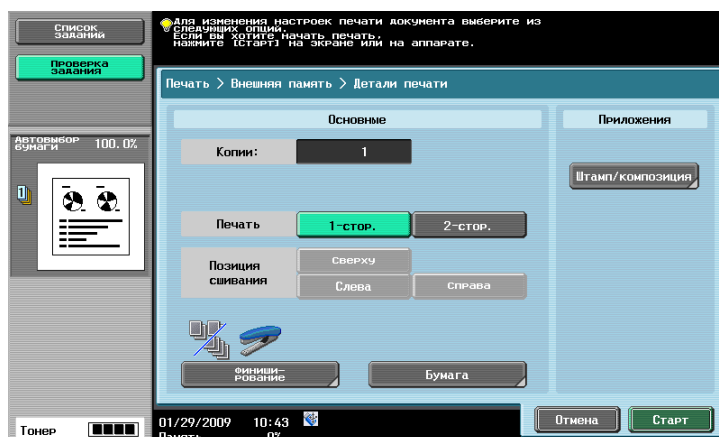 Список
заданий
Проверка
задания
Для изменения настроек печати документа выберите из
следующих опций.
Если вы хотите начать печать,
нажмите [Старт] на экране или на аппарате.
Печать > Внешняя память > Детали печати
Автовыбор
бумаги 100.0%
1
Основные
Копии: 1
Печать 1-стор. 2-стор.
Позиция
сшивания
Сверху
Слева Справа
Финиши-
рование
Бумага
Приложения
Штамп/композиция
Тонер
01/29/2009 10:43
Память 0%
Отмена Старт